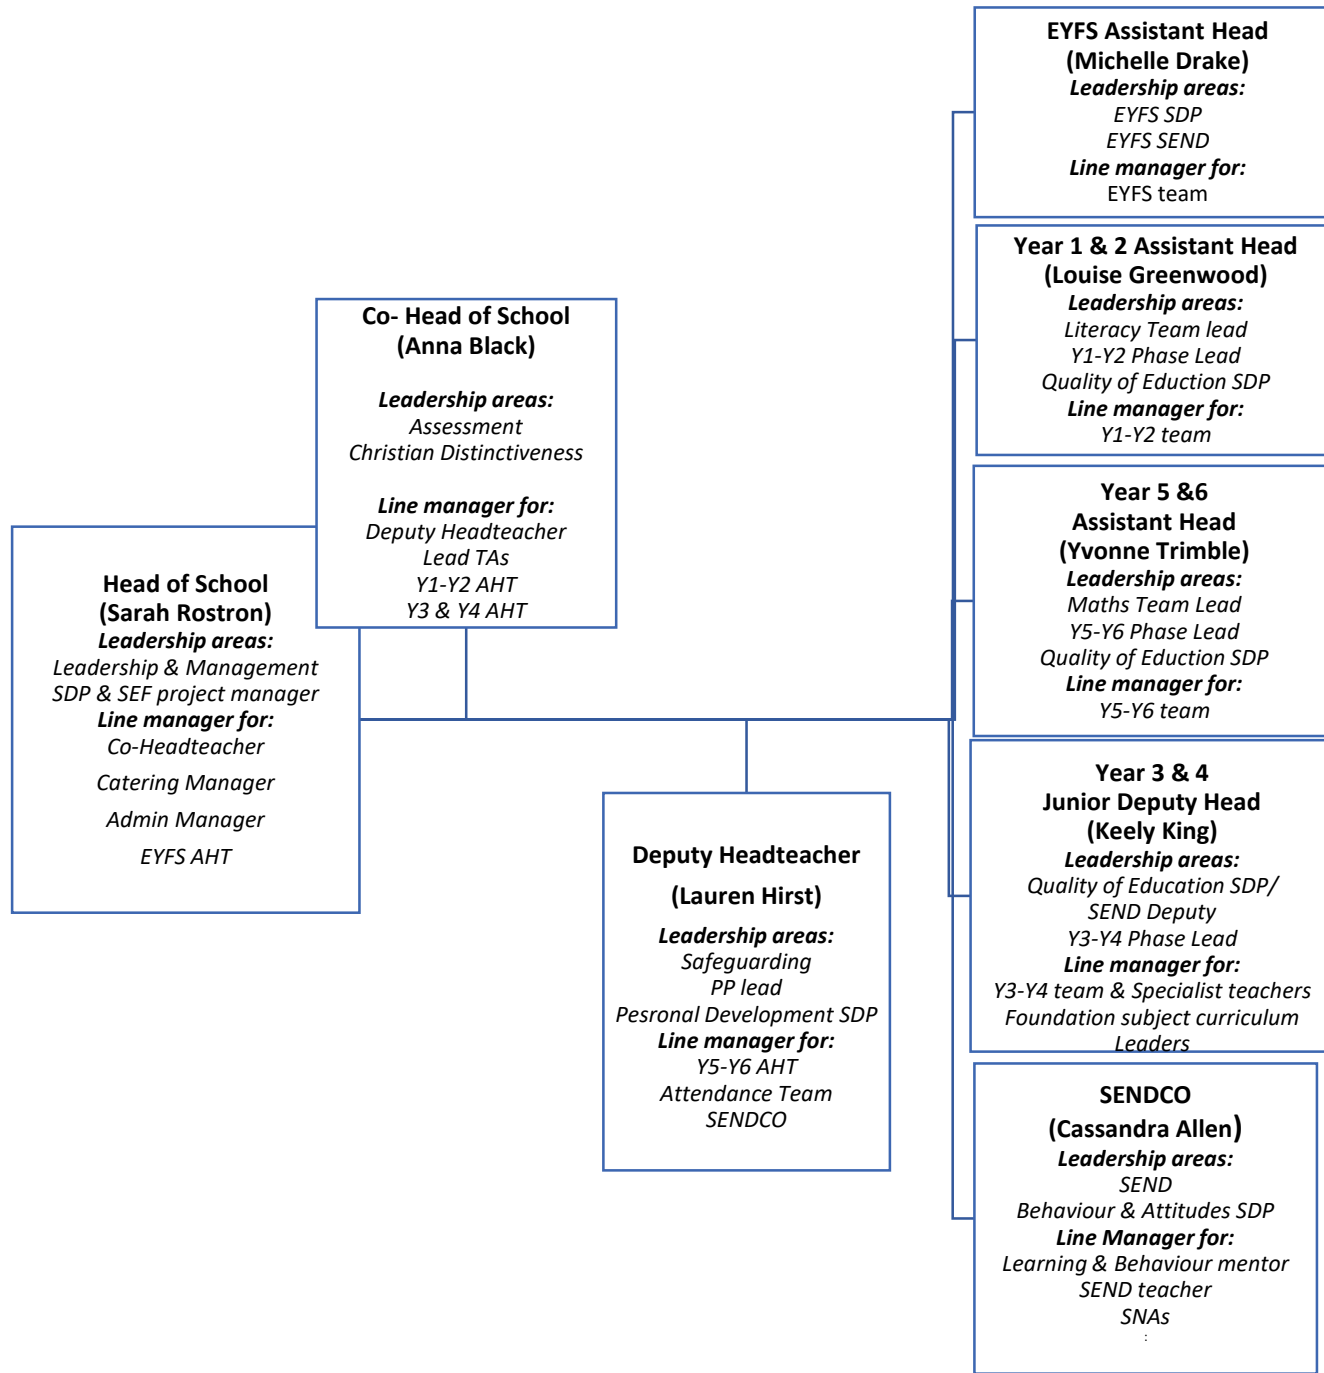 Head of School
(Sarah Rostron)
Leadership areas:
Leadership & Management
SDP & SEF project manager
Line manager for:
Co-Headteacher
Catering Manager
Admin Manager
EYFS AHT
Co- Head of School
(Anna Black)
Leadership areas:
Assessment
Christian Distinctiveness
Line manager for:
Deputy Headteacher
Lead TAs
Y1-Y2 AHT
Y3 & Y4 AHT
Deputy Headteacher
(Lauren Hirst)
Leadership areas:
Safeguarding
PP lead
Pesronal Development SDP
Line manager for:
Y5-Y6 AHT
Attendance Team
SENDCO
EYFS Assistant Head
(Michelle Drake)
Leadership areas:
EYFS SDP
EYFS SEND
Line manager for:
EYFS team
Year 1 & 2 Assistant Head
(Louise Greenwood)
Leadership areas:
Literacy Team lead
Y1-Y2 Phase Lead
Quality of Eduction SDP
Line manager for:
Y1-Y2 team
Year 5 &6
Assistant Head
(Yvonne Trimble)
Leadership areas:
Maths Team Lead
Y5-Y6 Phase Lead
Quality of Eduction SDP
Line manager for:
Y5-Y6 team
Year 3 & 4
Junior Deputy Head
(Keely King)
Leadership areas:
Quality of Education SDP/
SEND Deputy
Y3-Y4 Phase Lead
Line manager for:
Y3-Y4 team & Specialist teachers
Foundation subject curriculum
Leaders
SENDCO
(Cassandra Allen)
Leadership areas:
SEND
Behaviour & Attitudes SDP
Line Manager for:
Learning & Behaviour mentor
SEND teacher
SNAs
: